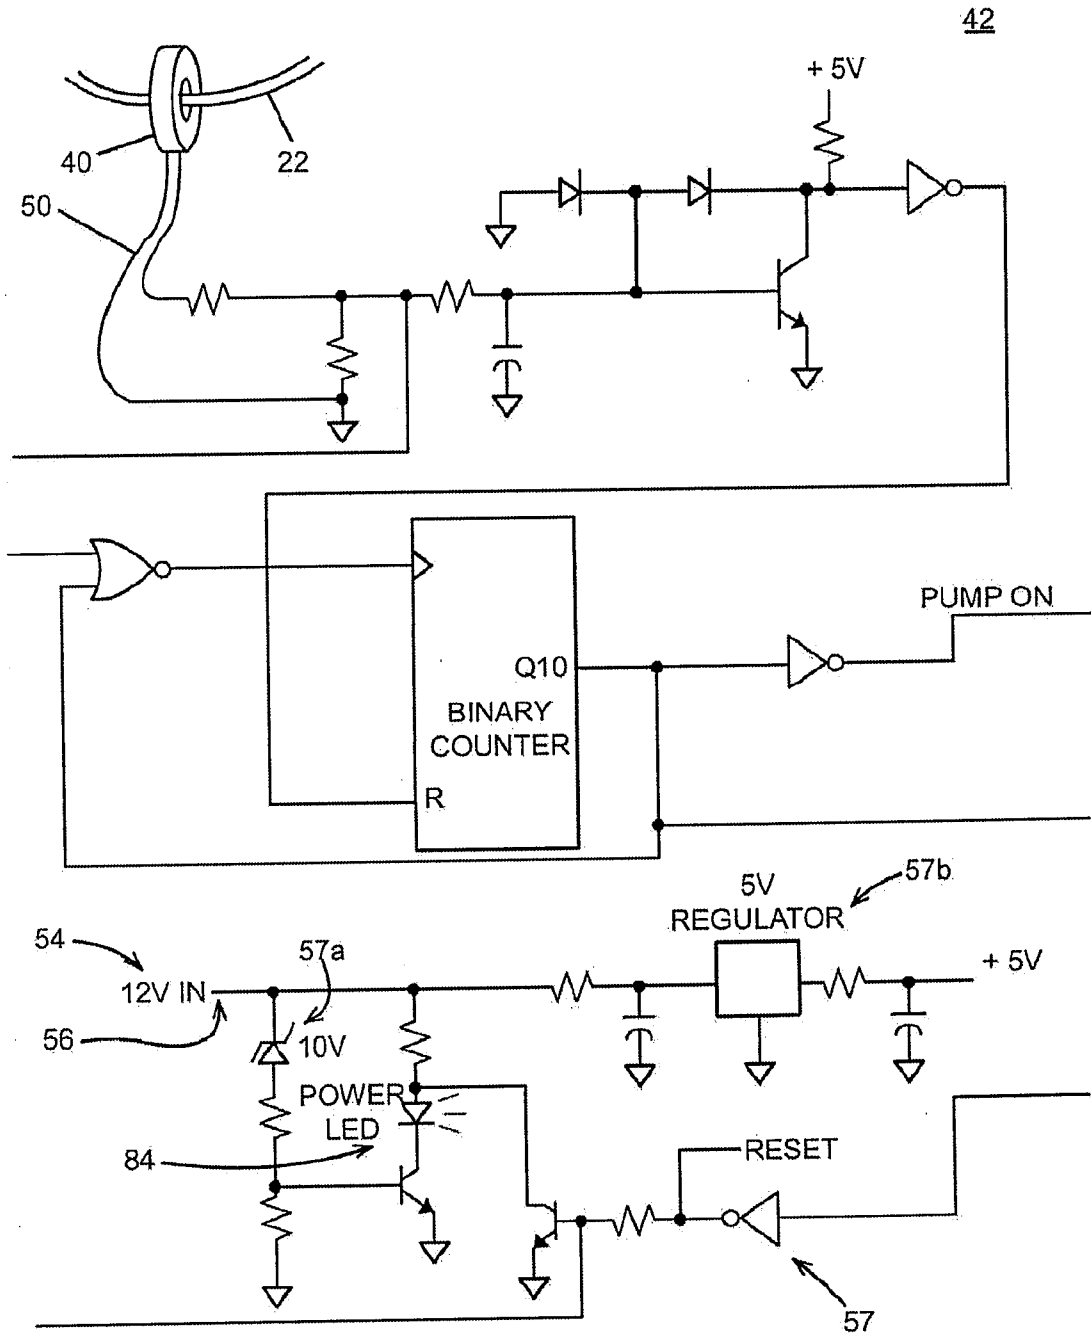 42
+ 5V
40
22
50
PUMP ON
Q10
BINARY
COUNTER
R
5V
REGULATOR
57b
54
57a
12V IN
+ 5V
56
10V
POWER
LED
84
RESET
57